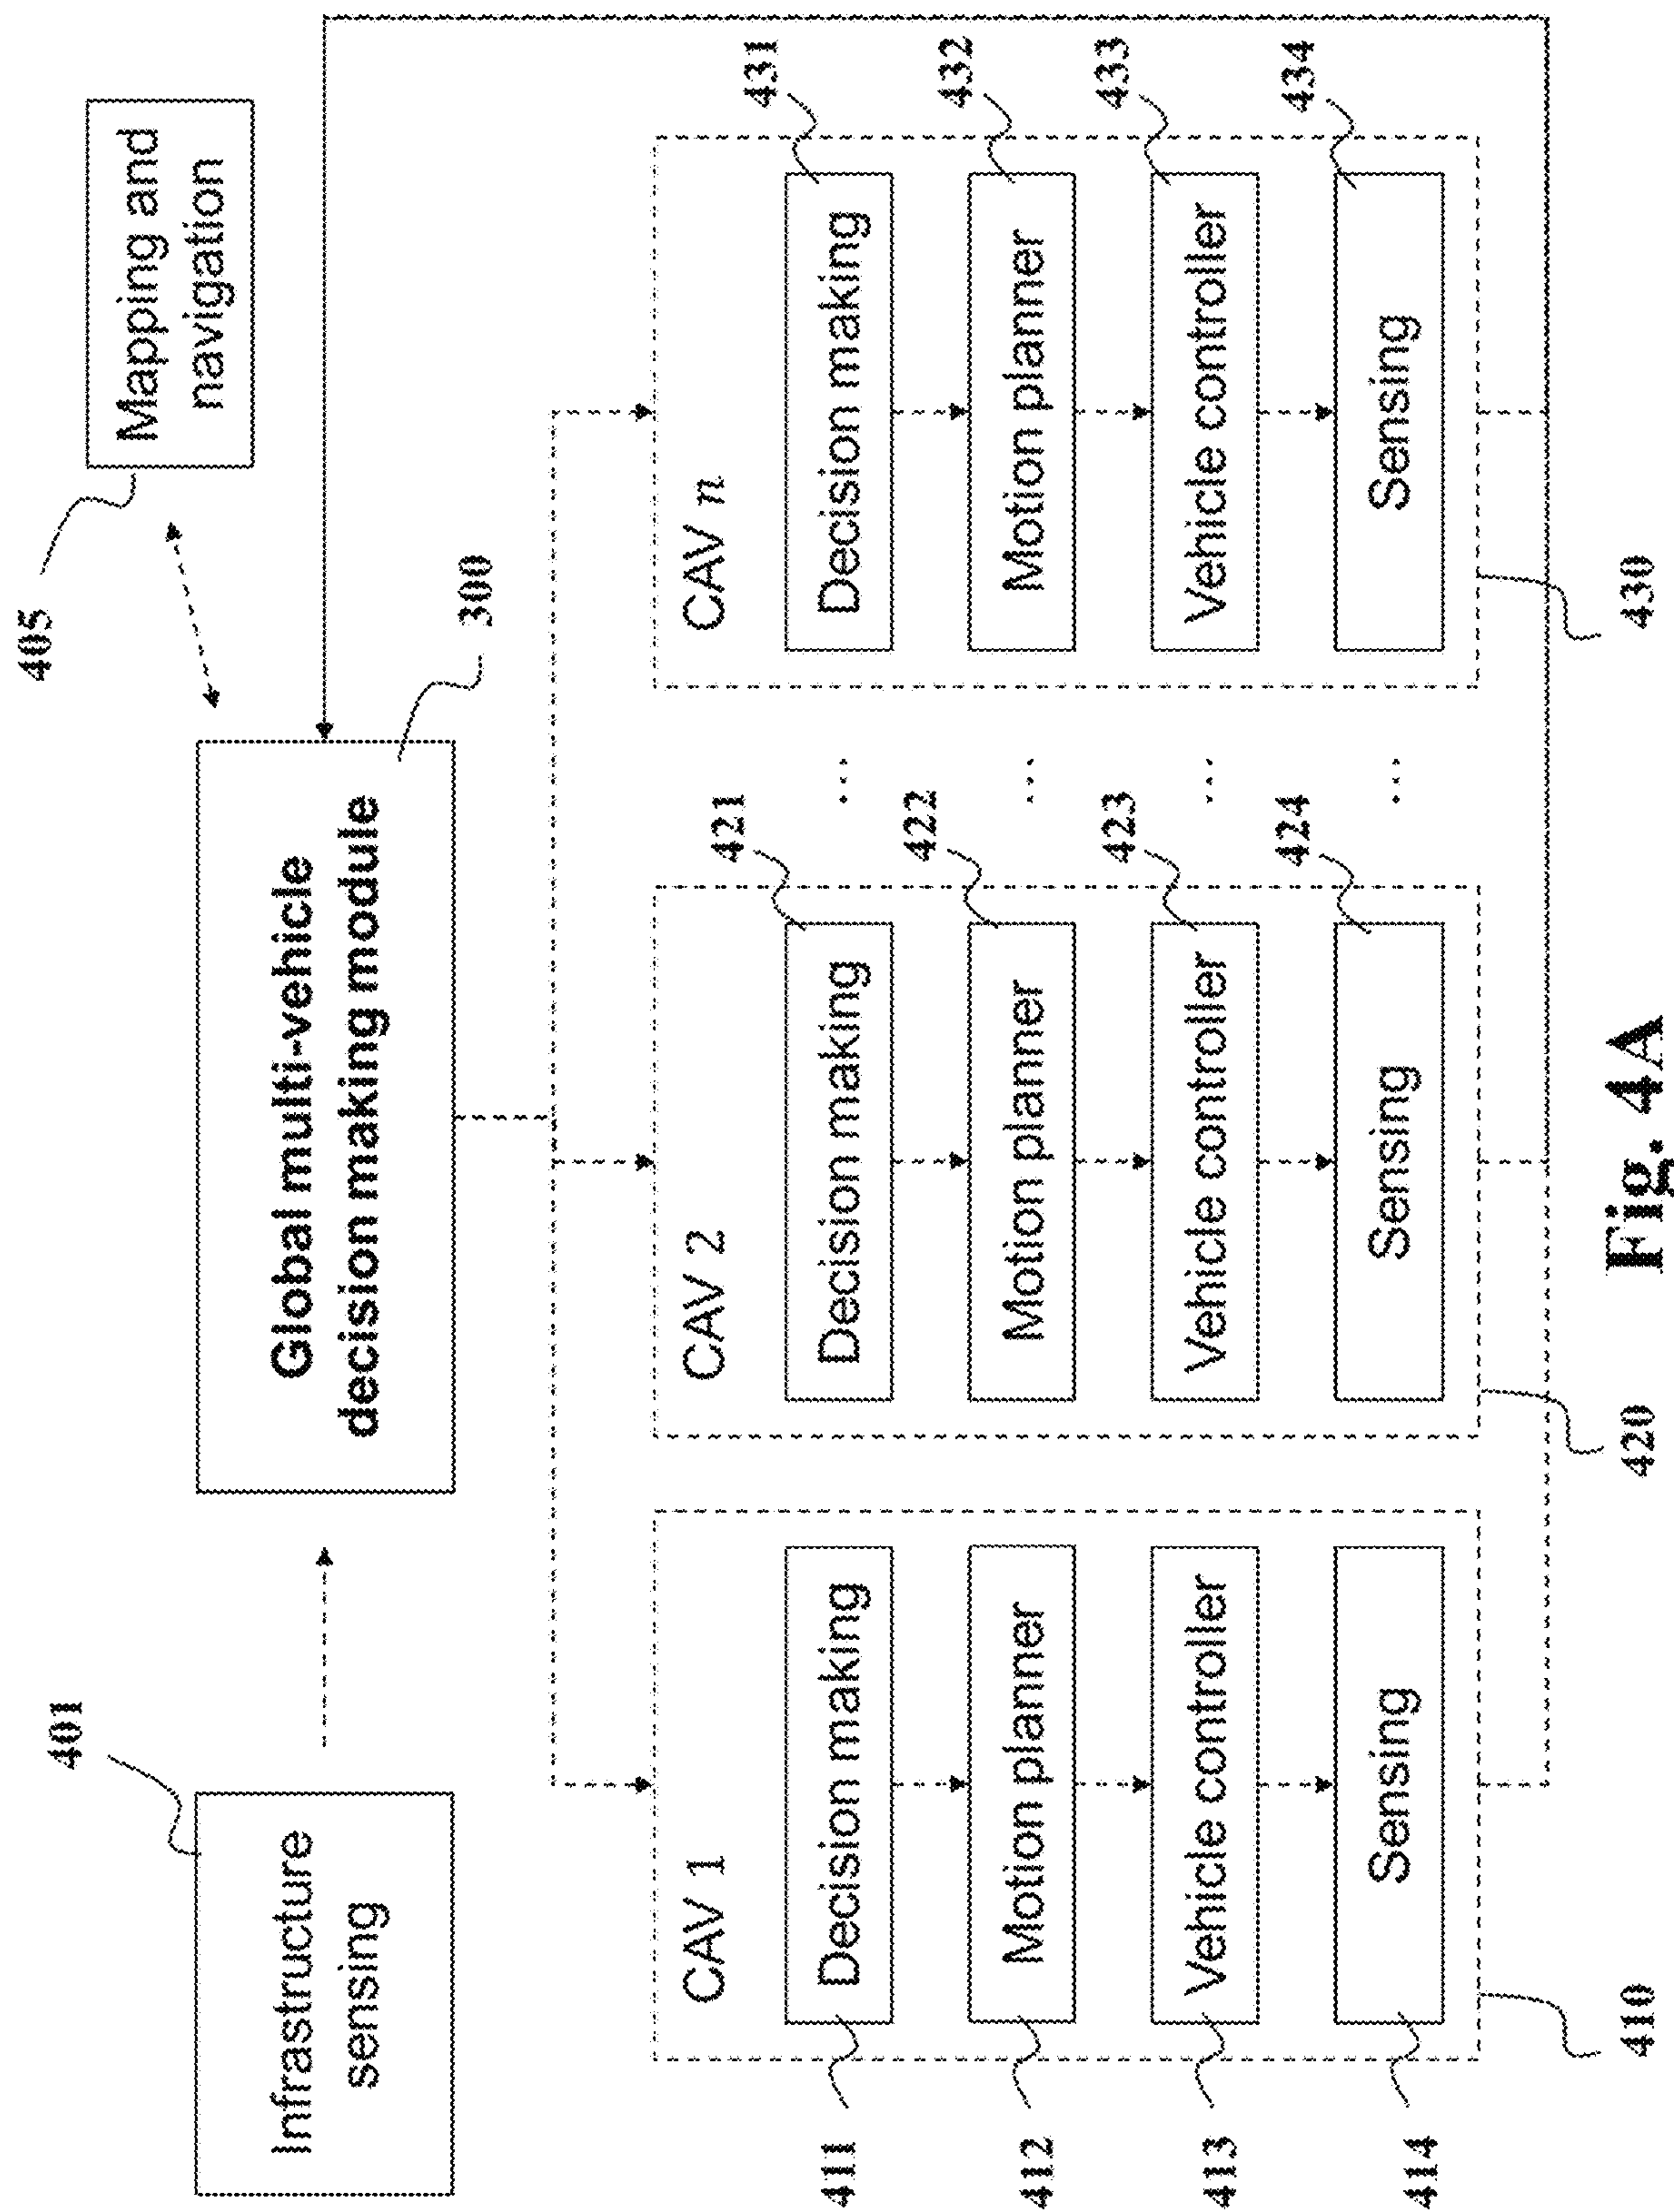 405
Mapping and
navigation
401
Infrastructure
sensing
Global multi-vehicle
decision making module
300
CAV 1
Decision making
Motion planner
Vehicle controller
Sensing
411
412
413
414
410
CAV 2
Decision making
Motion planner
Vehicle controller
Sensing
421
422
423
424
420
...
...
...
...
CAV n
Decision making
Motion planner
Vehicle controller
Sensing
431
432
433
434
430
Fig. 4A